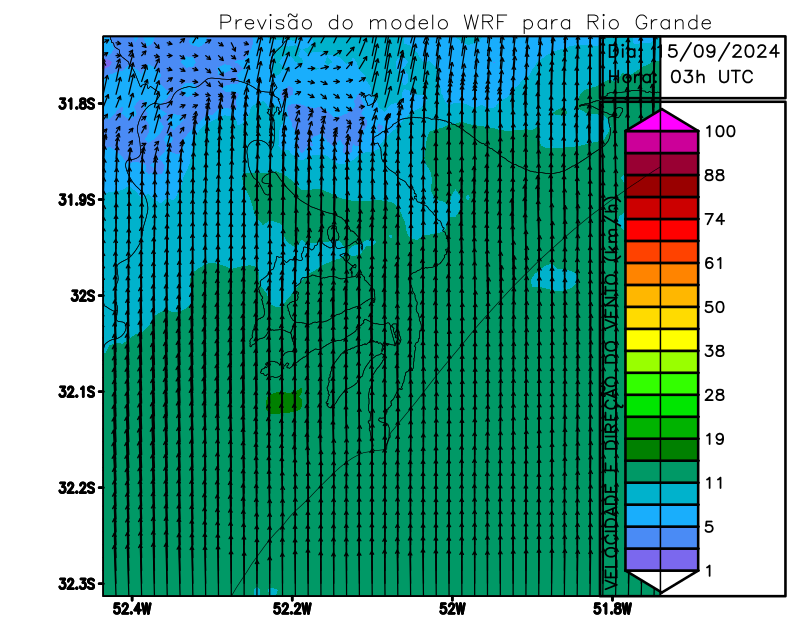 Previsão do modelo WRF para Rio Grande
Dia: 5/09/2024
Hora: 03h UTC
31.8S
31.9S
32S
32.1S
32.2S
32.3S
52.4W
52.2W
52W
51.8W
VELOCIDADE E DIREÇÃO DO VENTO (km/h)
100
88
74
61
50
38
28
19
11
5
1